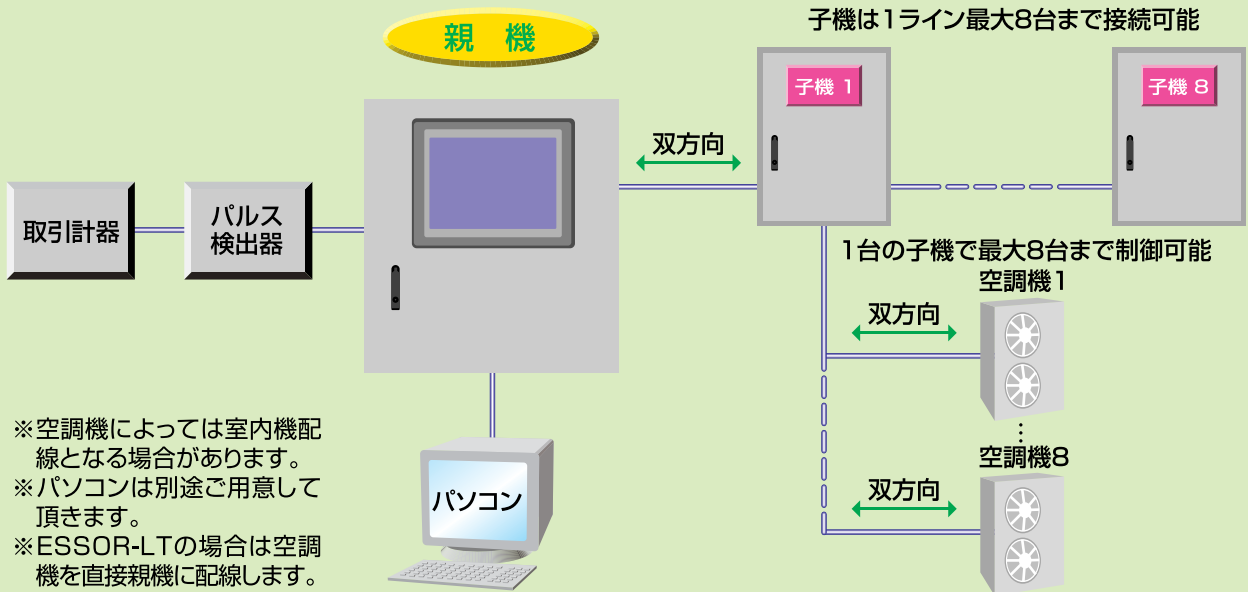 子機は1ライン最大8台まで接続可能
親 機
子機 1
子機 8
双方向
取引計器
パルス
検出器
1台の子機で最大8台まで制御可能
空調機1
双方向
⋮
空調機8
双方向
パソコン
※空調機によっては室内機配
線となる場合があります。
※パソコンは別途ご用意して
頂きます。
※ESSOR-LTの場合は空調
機を直接親機に配線します。